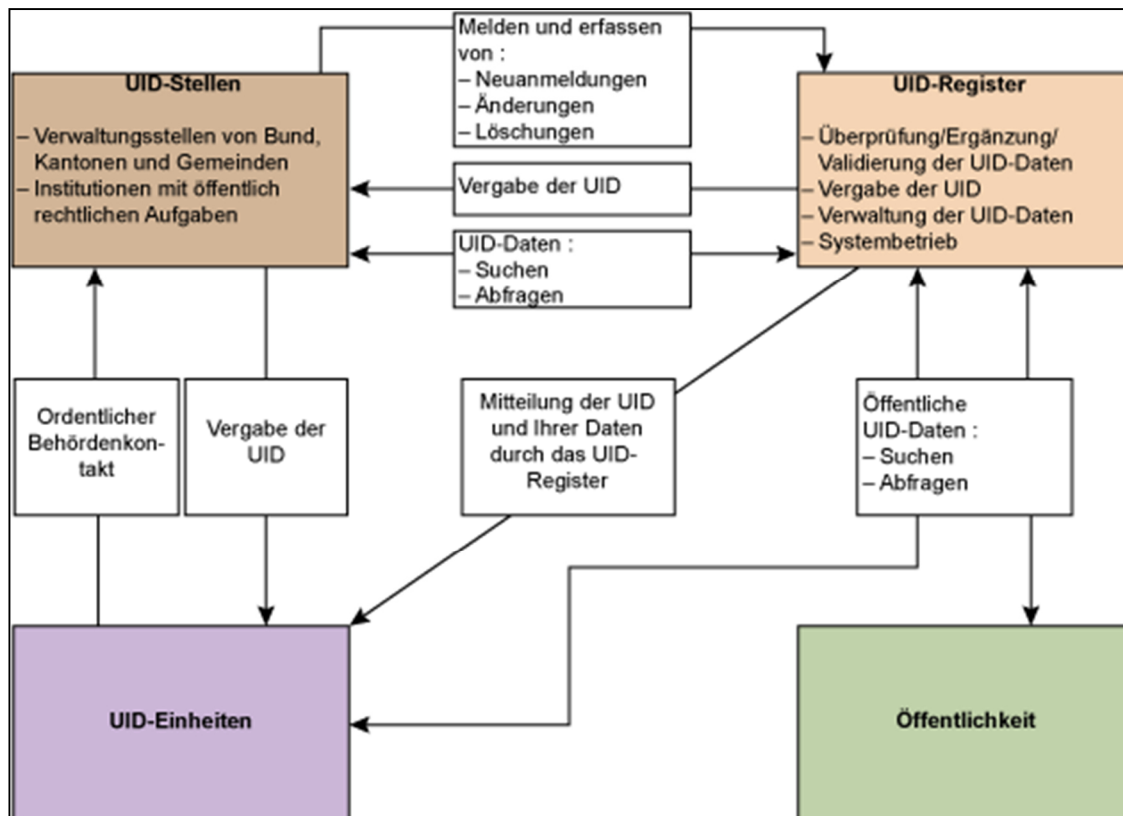 Melden und erfassen
von :
– Neuanmeldungen
– Änderungen
– Löschungen
UID-Stellen
– Verwaltungsstellen von Bund,
Kantonen und Gemeinden
– Institutionen mit öffentlich
rechtlichen Aufgaben
UID-Register
– Überprüfung/Ergänzung/
Validierung der UID-Daten
– Vergabe der UID
– Verwaltung der UID-Daten
– Systembetrieb
Vergabe der UID
UID-Daten :
– Suchen
– Abfragen
Ordentlicher
Behördenkon-
takt
Vergabe der
UID
Mitteilung der UID
und Ihrer Daten
durch das UID-
Register
Öffentliche
UID-Daten :
– Suchen
– Abfragen
UID-Einheiten
Öffentlichkeit